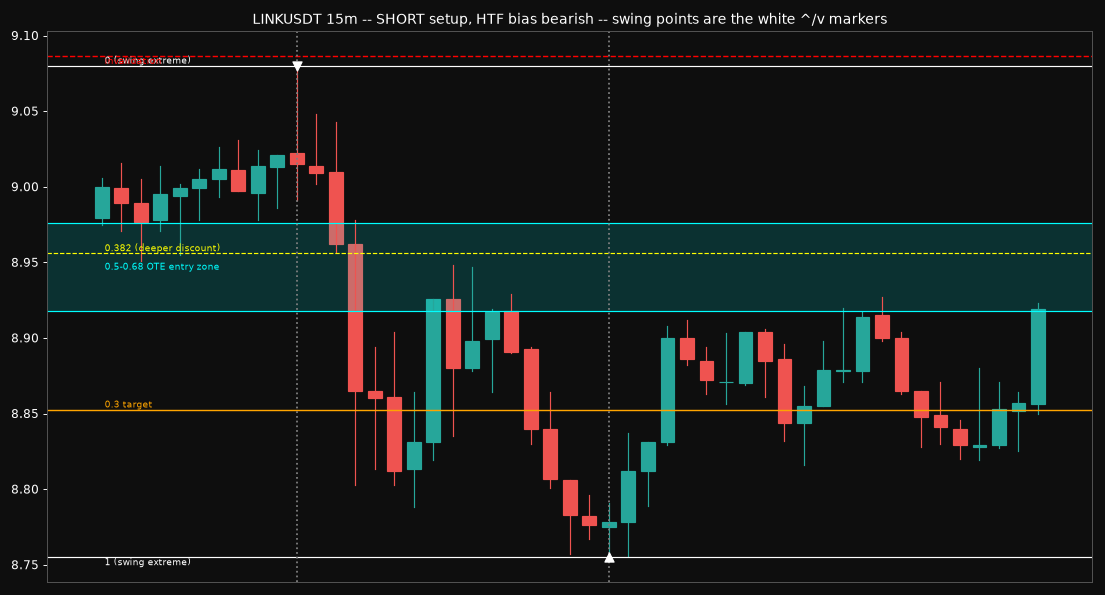 LINKUSDT 15m -- SHORT setup, HTF bias bearish -- swing points are the white ^/v markers
9.10
0 (swing extreme)
9.05
9.00
0.382 (deeper discount)
8.95
0.5-0.68 OTE entry zone
8.90
8.85
0.3 target
8.80
8.75
1 (swing extreme)